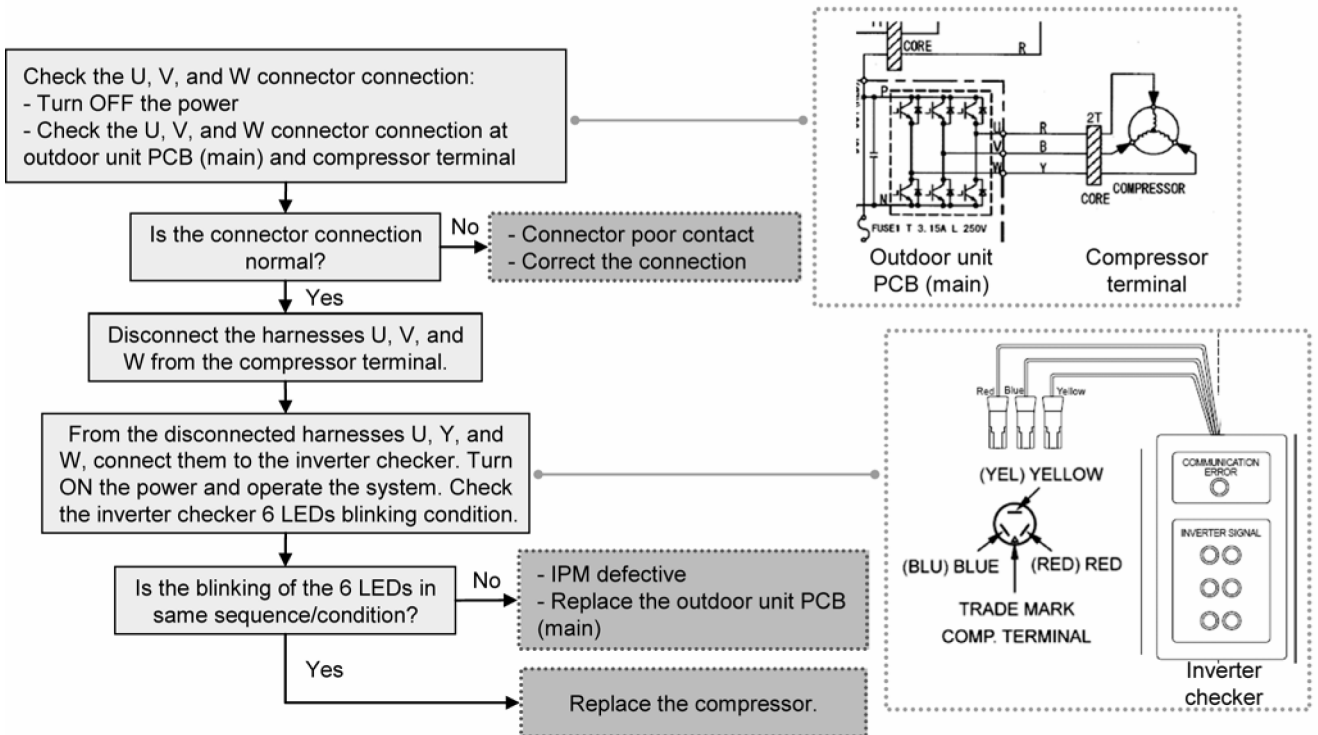 Check the U, V, and W connector connection:
- Turn OFF the power
- Check the U, V, and W connector connection at
outdoor unit PCB (main) and compressor terminal
Is the connector connection
normal?
No
- Connector poor contact
- Correct the connection
Yes
Disconnect the harnesses U, V, and
W from the compressor terminal.
From the disconnected harnesses U, Y, and
W, connect them to the inverter checker. Turn
ON the power and operate the system. Check
the inverter checker 6 LEDs blinking condition.
Is the blinking of the 6 LEDs in
same sequence/condition?
No
- IPM defective
- Replace the outdoor unit PCB
(main)
Yes
Replace the compressor.
CORE
R
P
U
R
2T
V
B
W
Y
N
CORE
COMPRESSOR
FUSE1 T 3.15A L 250V
Outdoor unit
PCB (main)
Compressor
terminal
Red
Blue
Yellow
(YEL) YELLOW
(BLU) BLUE
(RED) RED
TRADE MARK
COMP. TERMINAL
COMMUNICATION
ERROR
INVERTER SIGNAL
Inverter
checker